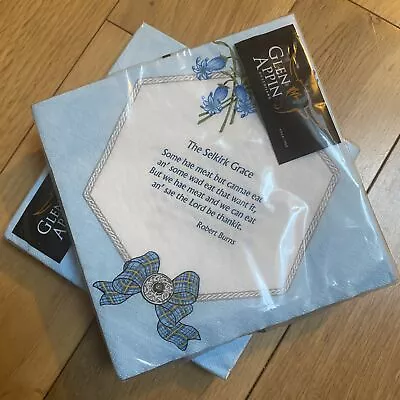 GLEN
APPIN
The Selkirk Grace
Some hae meat but cannae eat
an' some wad eat that want it,
But we hae meat and we can eat
an' sae the Lord be thankit.
Robert Burns
GLEN
APPIN